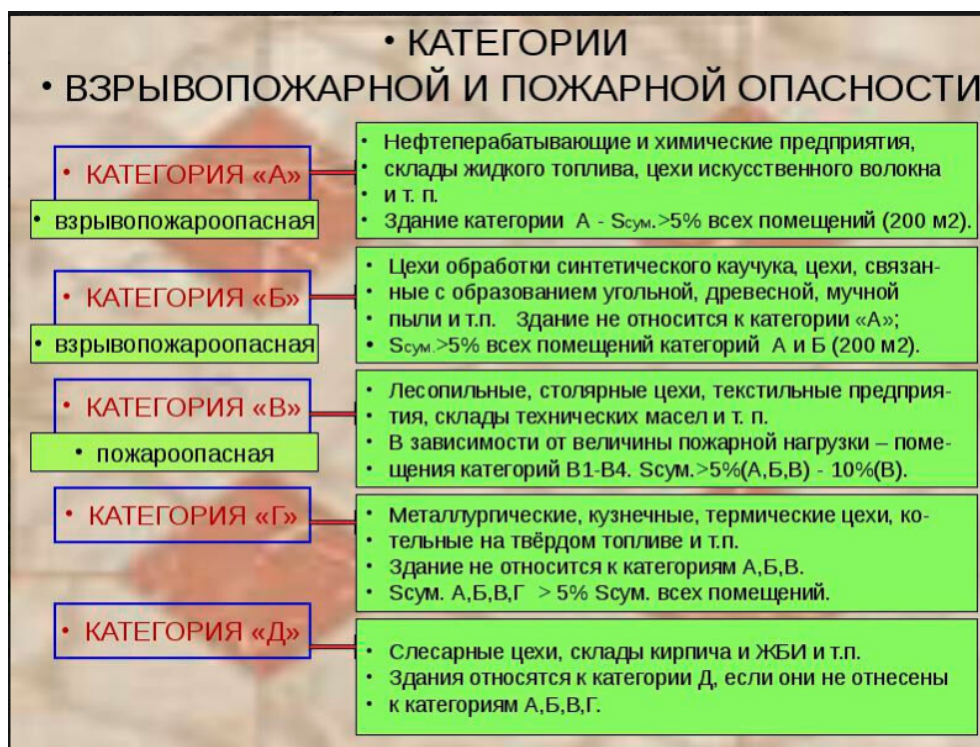 • КАТЕГОРИИ
• ВЗРЫВОПОЖАРНОЙ И ПОЖАРНОЙ ОПАСНОСТИ
• КАТЕГОРИЯ «А»
• взрывопожароопасная
• Нефтеперабатывающие и химические предприятия,
• склады жидкого топлива, цехи искусственного волокна
• и т. п.
• Здание категории А - Sсум.>5% всех помещений (200 м2).
• КАТЕГОРИЯ «Б»
• взрывопожароопасная
• Цехи обработки синтетического каучука, цехи, связан-
• ные с образованием угольной, древесной, мучной
• пыли и т.п. Здание не относится к категории «А»;
• Sсум.>5% всех помещений категорий А и Б (200 м2).
• КАТЕГОРИЯ «В»
• пожароопасная
• Лесопильные, столярные цехи, текстильные предприя-
• тия, склады технических масел и т. п.
• В зависимости от величины пожарной нагрузки – поме-
• щения категорий В1-В4. Sсум.>5%(А,Б,В) - 10%(В).
• КАТЕГОРИЯ «Г»
• Металлургические, кузнечные, термические цехи, ко-
• тельные на твёрдом топливе и т.п.
• Здание не относится к категориям А,Б,В.
• Sсум. А,Б,В,Г > 5% Sсум. всех помещений.
• КАТЕГОРИЯ «Д»
• Слесарные цехи, склады кирпича и ЖБИ и т.п.
• Здания относятся к категории Д, если они не отнесены
• к категориям А,Б,В,Г.